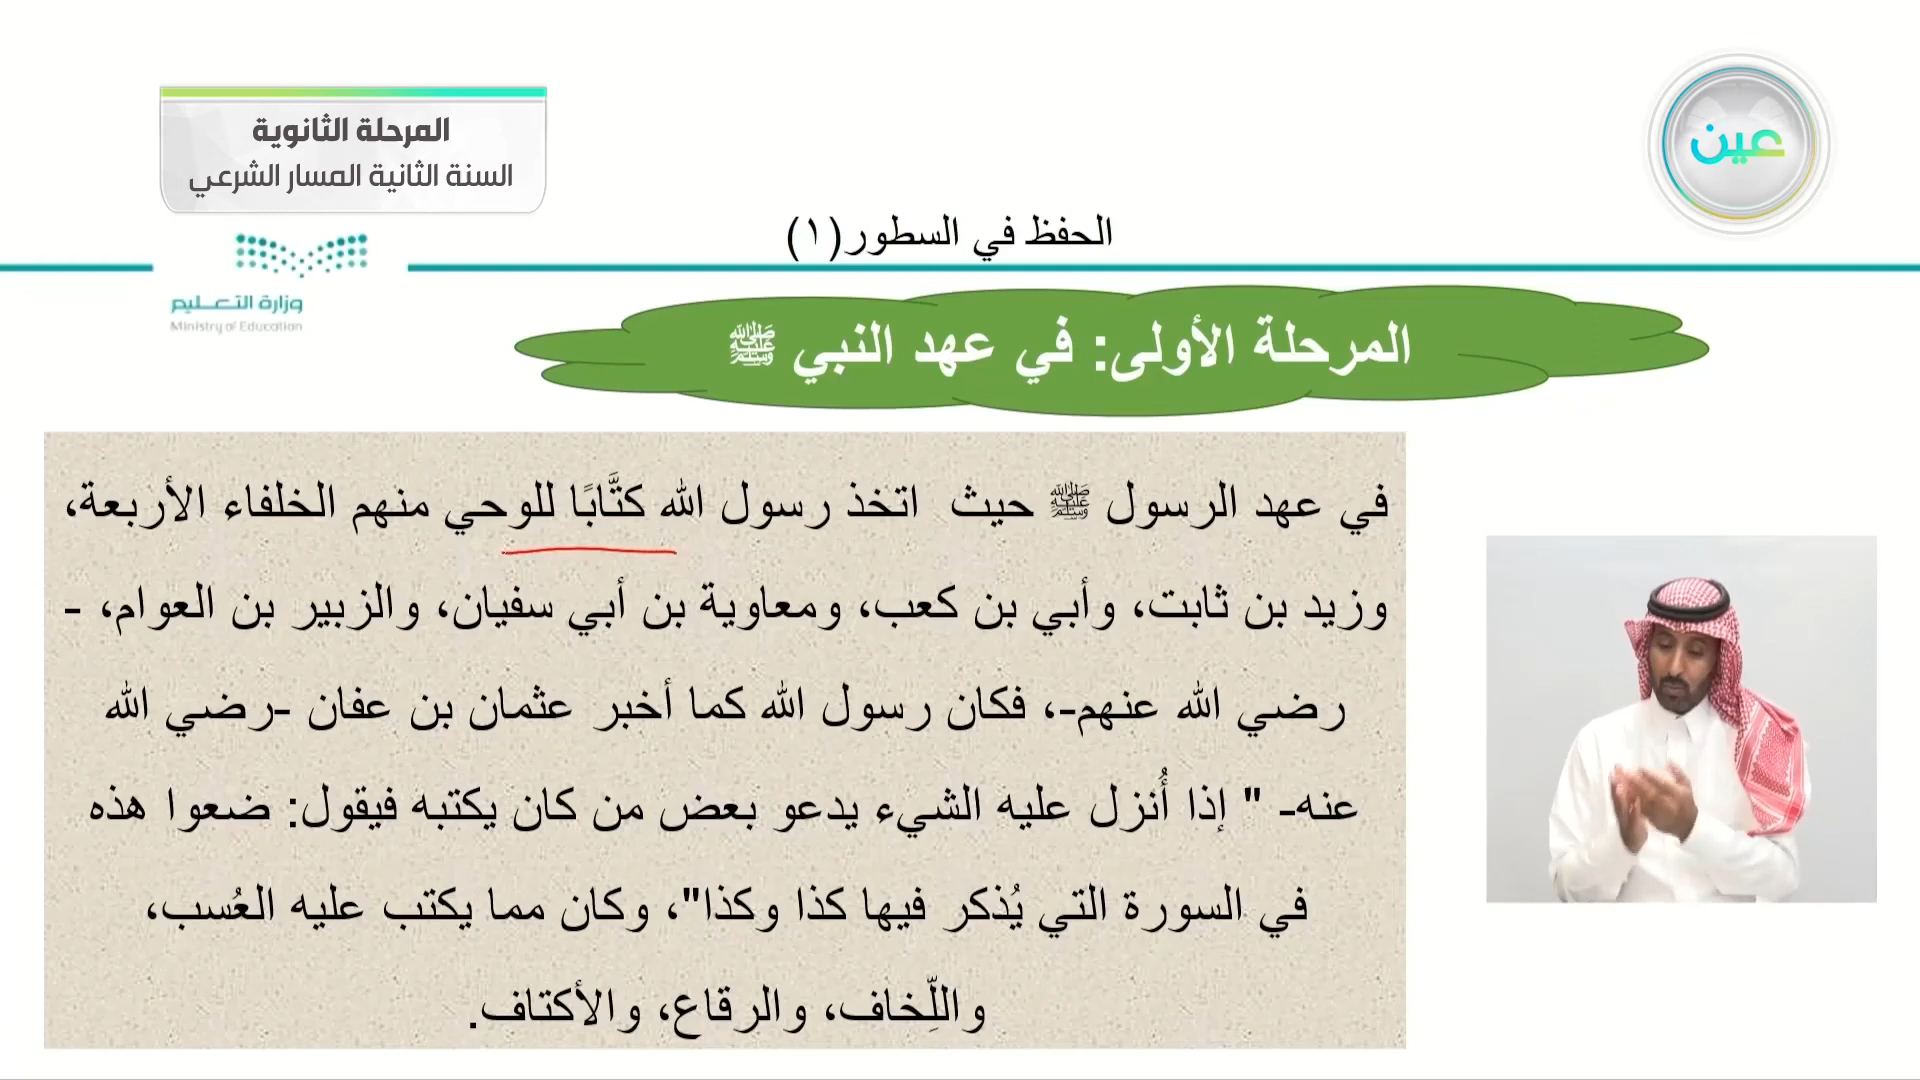 المرحلة الثانوية
السنة الثانية المسار الشرعي
عين
الحفظ في السطور(١)
وزارة التعليم
Ministry of Education
المرحلة الأولى: في عهد النبي ﷺ
في عهد الرسول ﷺ حيث اتخذ رسول الله كتَّابًا للوحي منهم الخلفاء الأربعة،
وزيد بن ثابت، وأبي بن كعب، ومعاوية بن أبي سفيان، والزبير بن العوام، -
رضي الله عنهم-، فكان رسول الله كما أخبر عثمان بن عفان -رضي الله
عنه- " إذا أُنزل عليه الشيء يدعو بعض من كان يكتبه فيقول: ضعوا هذه
في السورة التي يُذكر فيها كذا وكذا"، وكان مما يكتب عليه العُسب،
واللِّخاف، والرقاع، والأكتاف.